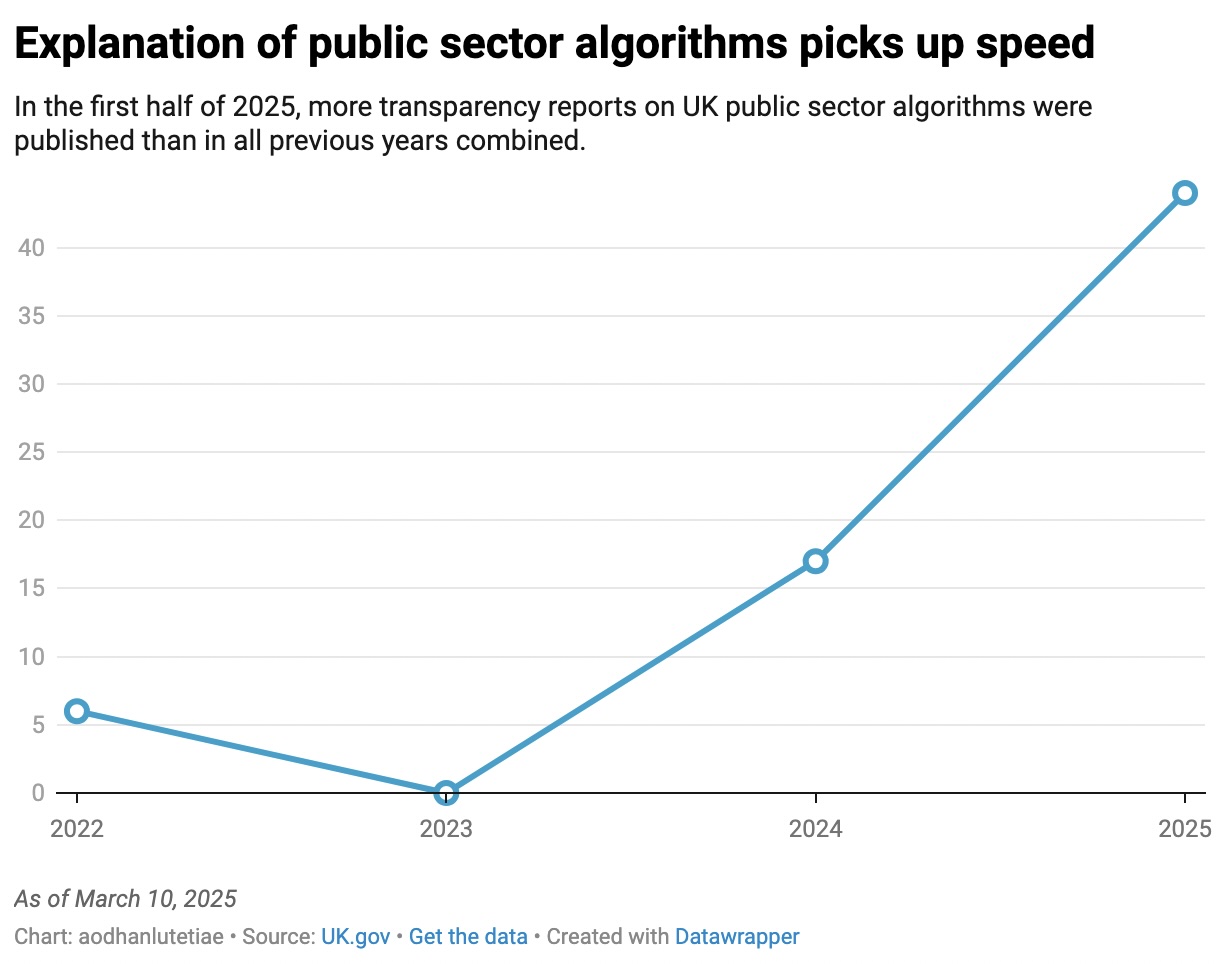 Explanation of public sector algorithms picks up speed
In the first half of 2025, more transparency reports on UK public sector algorithms were
published than in all previous years combined.
40
35
30
25
20
15
10
5
0
2022 2023 2024 2025
As of March 10, 2025
Chart: aodhanlutetiae • Source: UK.gov • Get the data • Created with Datawrapper